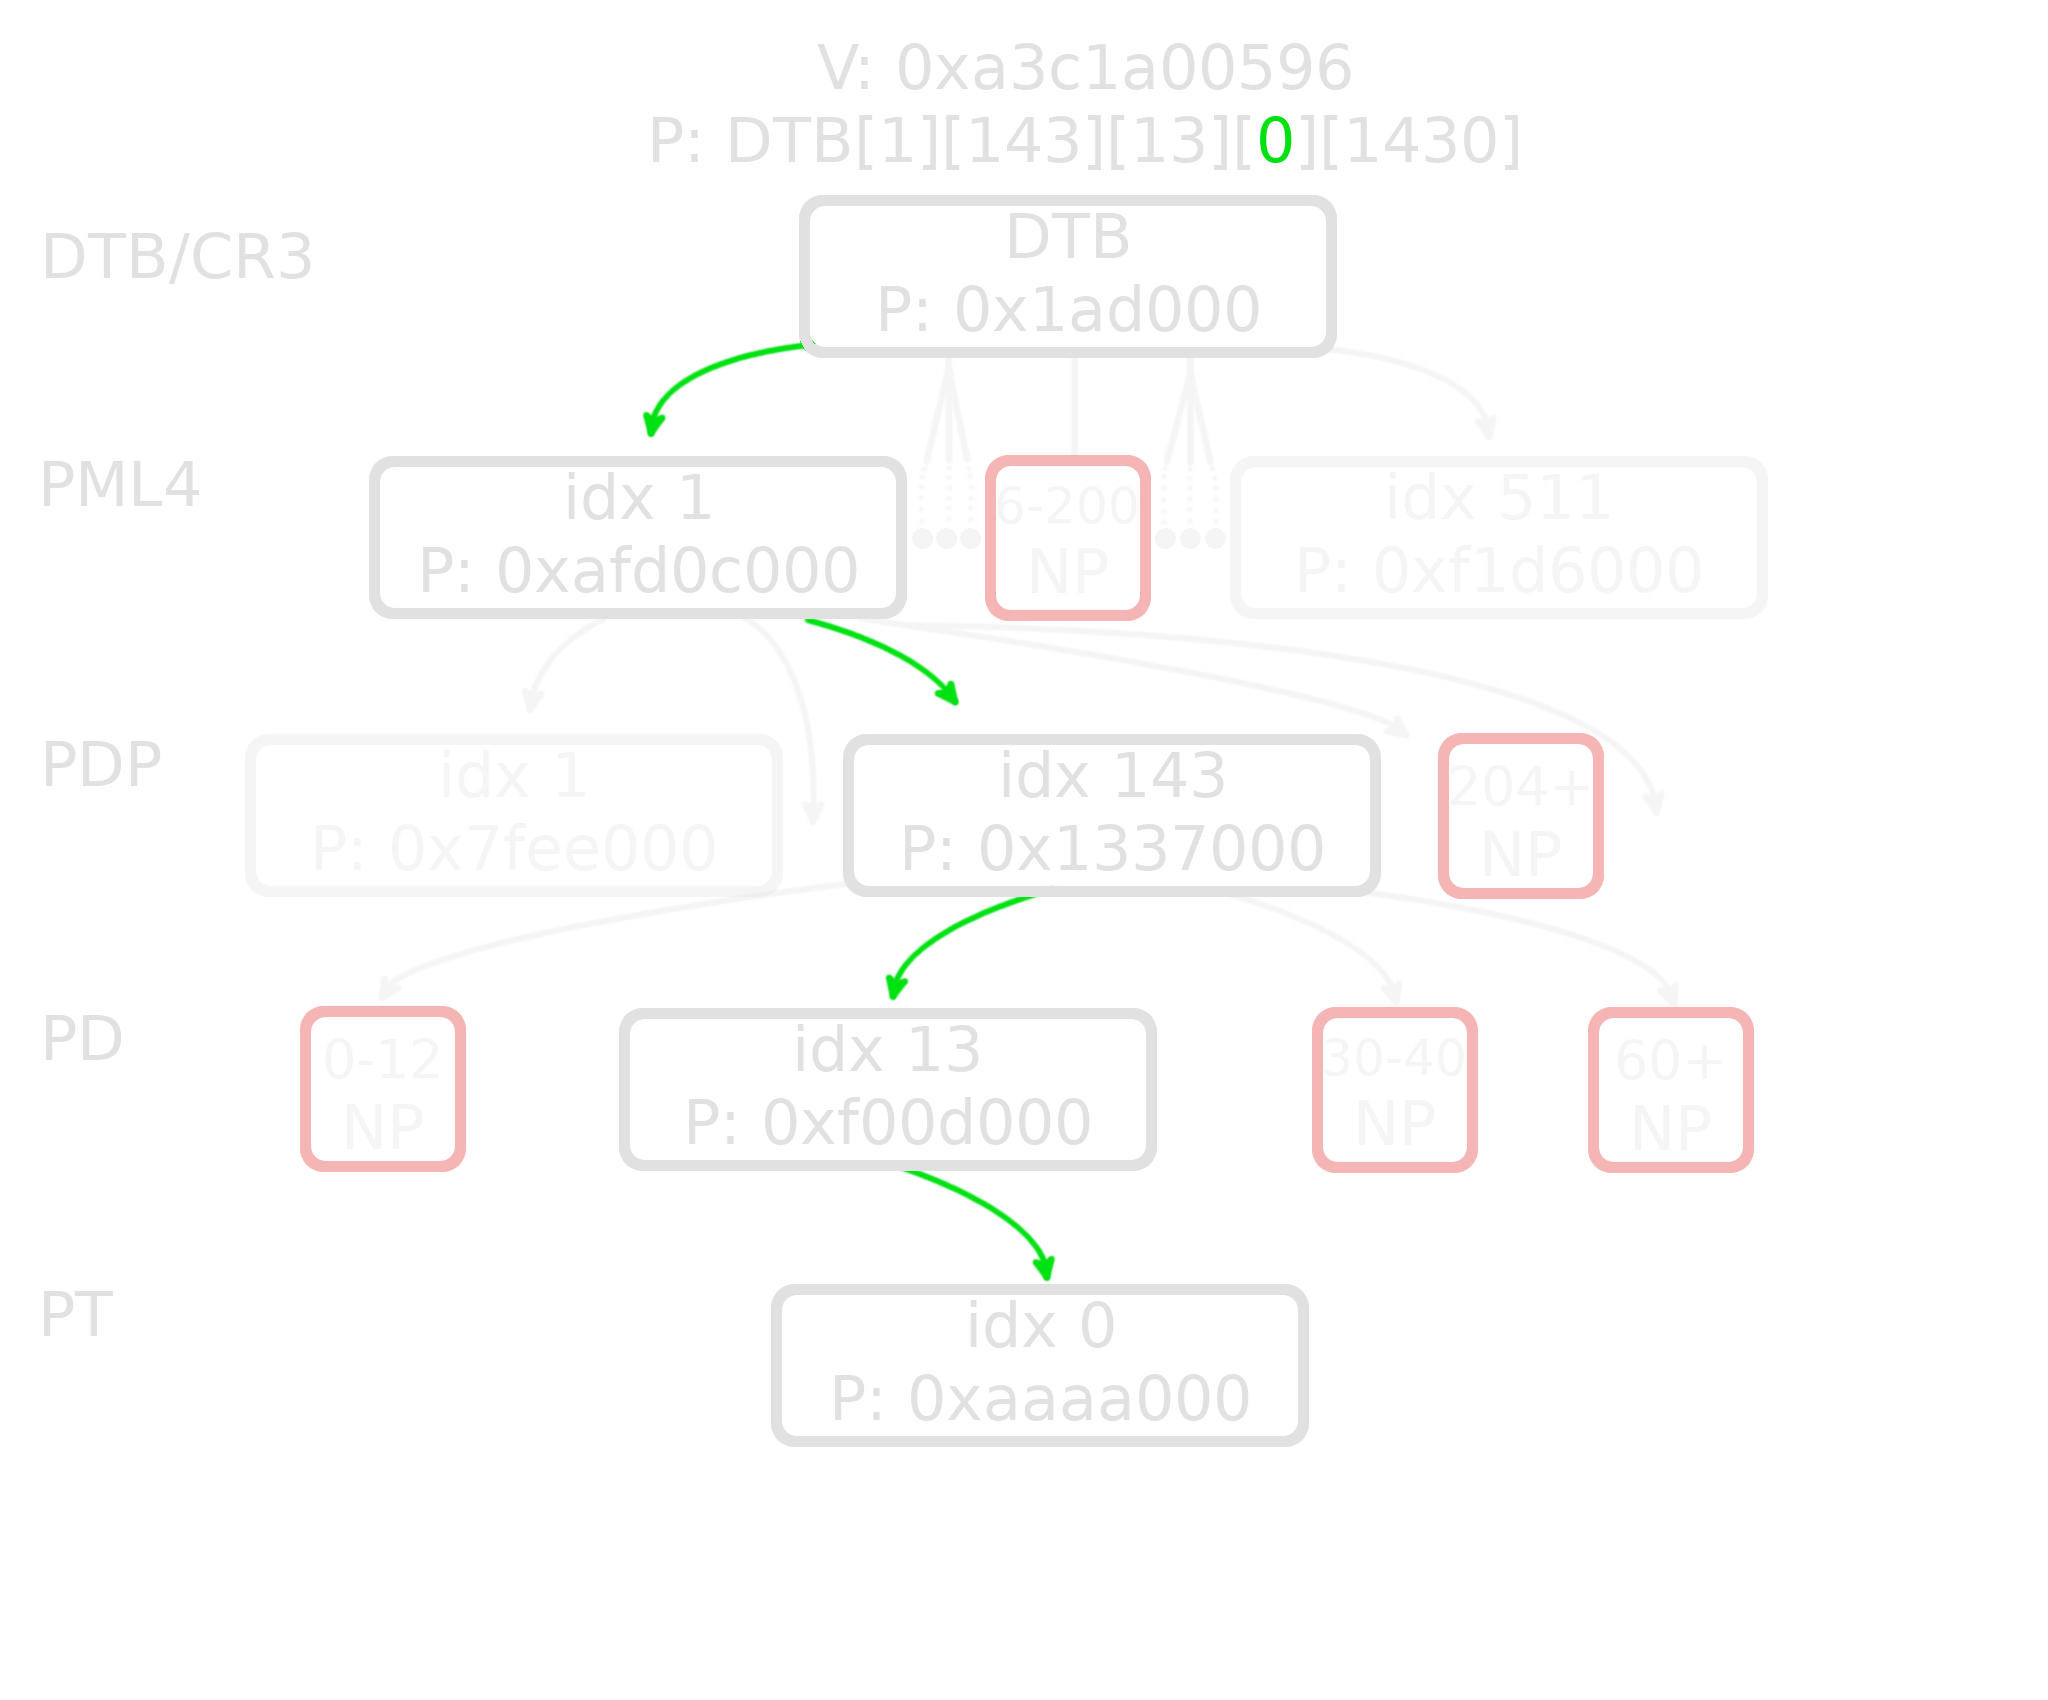 V: 0xa3c1a00596
P: DTB[1][143][13][0][1430]
DTB/CR3
DTB
P: 0x1ad000
PML4
idx 1
P: 0xafd0c000
6-200
NP
idx 511
P: 0xf1d6000
PDP
idx 1
P: 0x7fee000
idx 143
P: 0x1337000
204+
NP
PD
0-12
NP
idx 13
P: 0xf00d000
30-40
NP
60+
NP
PT
idx 0
P: 0xaaaa000